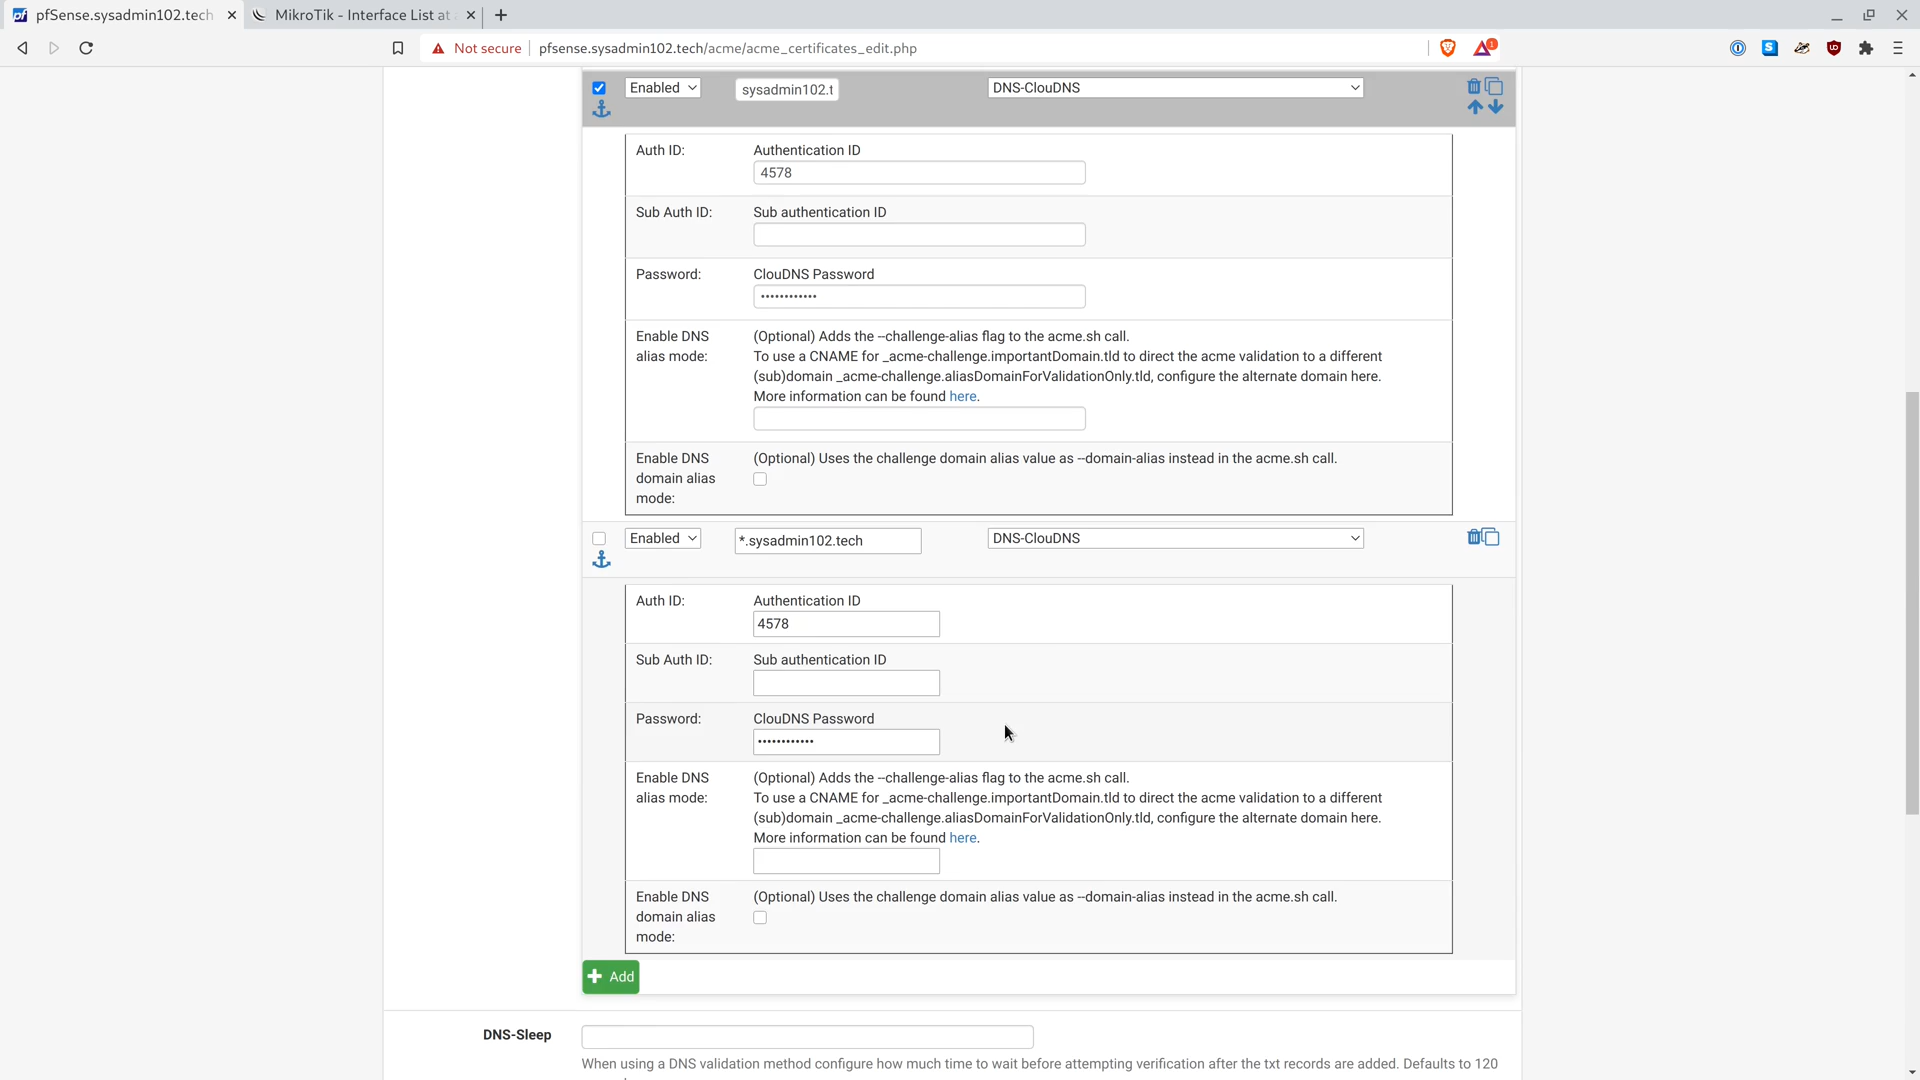 pfSense.sysadmin102.tech
MikroTik - Interface List at
Not secure
pfsense.sysadmin102.tech/acme/acme_certificates_edit.php
1
Enabled
sysadmin102.t
DNS-ClouDNS
Auth ID:
Authentication ID
4578
Sub Auth ID:
Sub authentication ID
Password:
ClouDNS Password
••••••••••••
Enable DNS
alias mode:
(Optional) Adds the --challenge-alias flag to the acme.sh call.
To use a CNAME for _acme-challenge.importantDomain.tld to direct the acme validation to a different
(sub)domain _acme-challenge.aliasDomainForValidationOnly.tld, configure the alternate domain here.
More information can be found here.
Enable DNS
domain alias
mode:
(Optional) Uses the challenge domain alias value as --domain-alias instead in the acme.sh call.
Enabled
*.sysadmin102.tech
DNS-ClouDNS
Auth ID:
Authentication ID
4578
Sub Auth ID:
Sub authentication ID
Password:
ClouDNS Password
••••••••••••
Enable DNS
alias mode:
(Optional) Adds the --challenge-alias flag to the acme.sh call.
To use a CNAME for _acme-challenge.importantDomain.tld to direct the acme validation to a different
(sub)domain _acme-challenge.aliasDomainForValidationOnly.tld, configure the alternate domain here.
More information can be found here.
Enable DNS
domain alias
mode:
(Optional) Uses the challenge domain alias value as --domain-alias instead in the acme.sh call.
Add
DNS-Sleep
When using a DNS validation method configure how much time to wait before attempting verification after the txt records are added. Defaults to 120